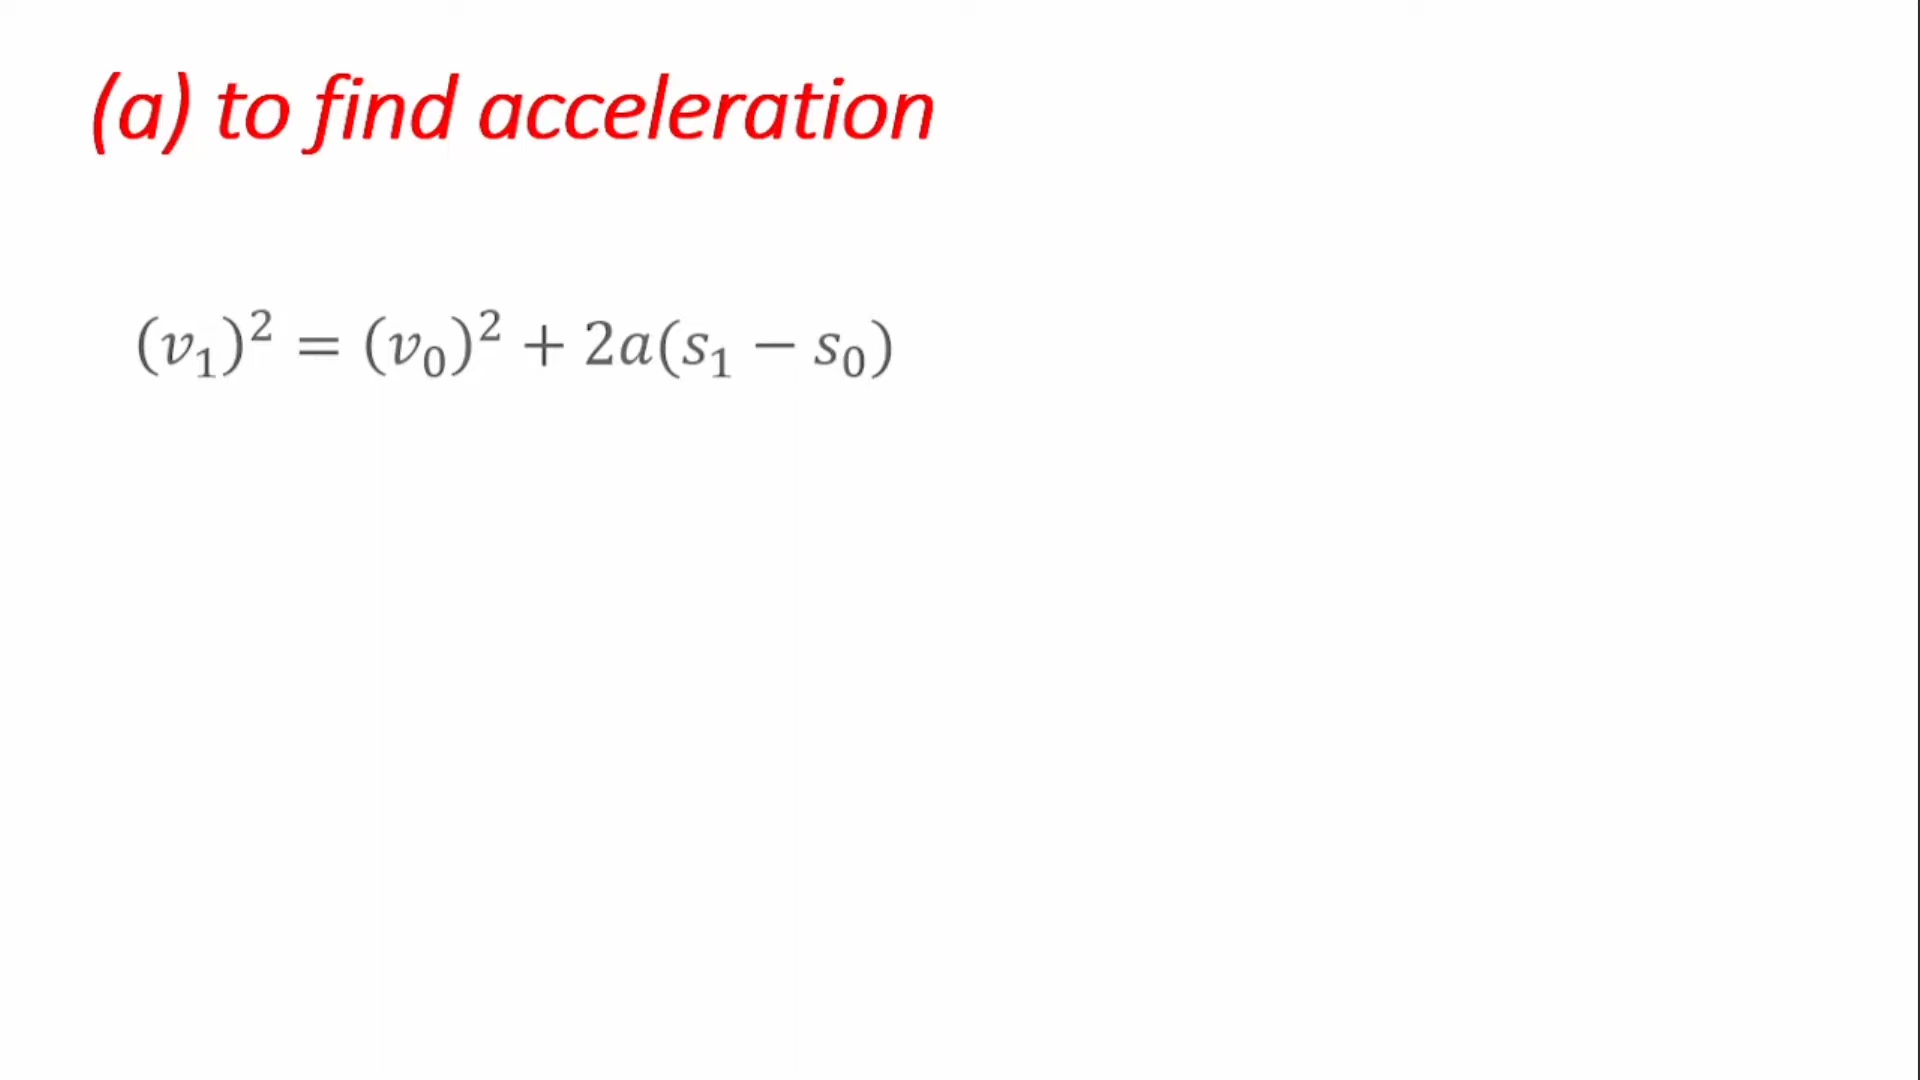 (a) to find acceleration
(v₁)² = (v₀)² + 2a(s₁ − s₀)